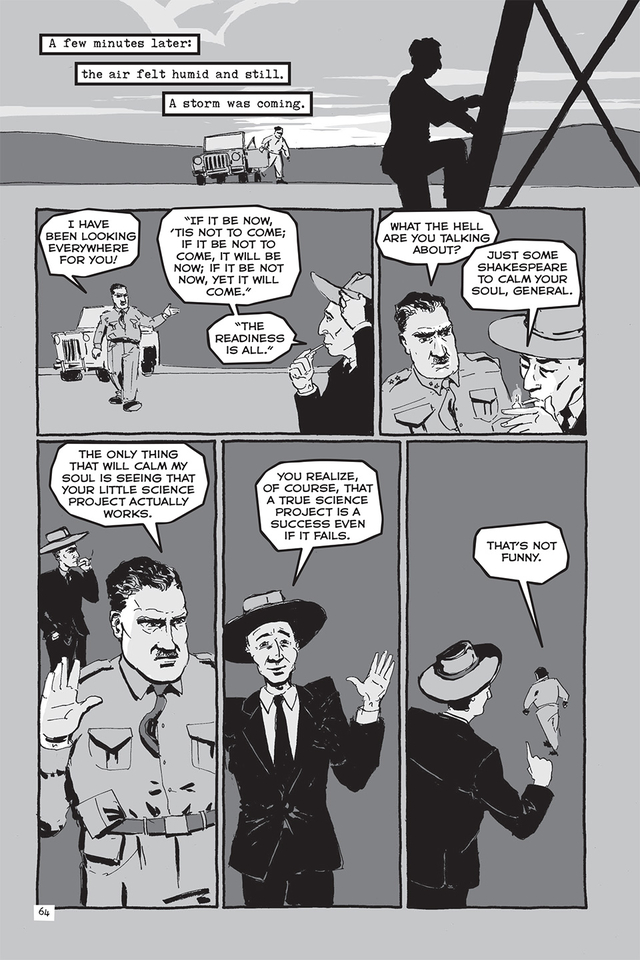 A few minutes later:
the air felt humid and still.
A storm was coming.
I HAVE
BEEN LOOKING
EVERYWHERE
FOR YOU!
“IF IT BE NOW,
’TIS NOT TO COME;
IF IT BE NOT TO
COME, IT WILL BE
NOW; IF IT BE NOT
NOW, YET IT WILL
COME.”
“THE
READINESS
IS ALL.”
WHAT THE HELL
ARE YOU TALKING
ABOUT?
JUST SOME
SHAKESPEARE
TO CALM YOUR
SOUL, GENERAL.
THE ONLY THING
THAT WILL CALM MY
SOUL IS SEEING THAT
YOUR LITTLE SCIENCE
PROJECT ACTUALLY
WORKS.
YOU REALIZE,
OF COURSE, THAT
A TRUE SCIENCE
PROJECT IS A
SUCCESS EVEN
IF IT FAILS.
THAT’S NOT
FUNNY.
64